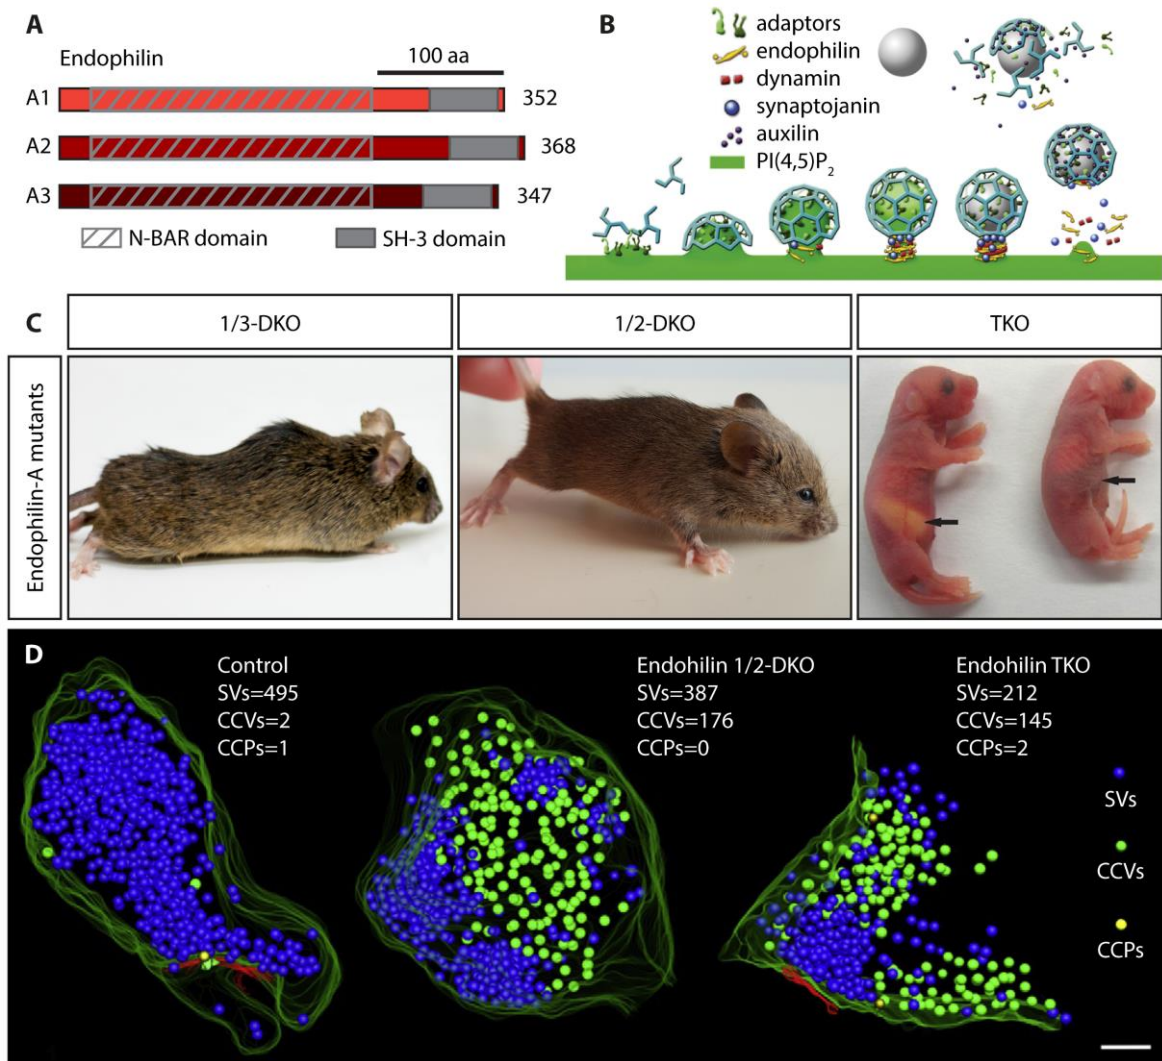 A
Endophilin
100 aa
A1
352
A2
368
A3
347
N-BAR domain
SH-3 domain
B
adaptors
endophilin
dynamin
synaptojanin
auxilin
PI(4,5)P₂
C
1/3-DKO
1/2-DKO
TKO
Endophilin-A mutants
D
Control
SVs=495
CCVs=2
CCPs=1
Endohilin 1/2-DKO
SVs=387
CCVs=176
CCPs=0
Endohilin TKO
SVs=212
CCVs=145
CCPs=2
SVs
CCVs
CCPs